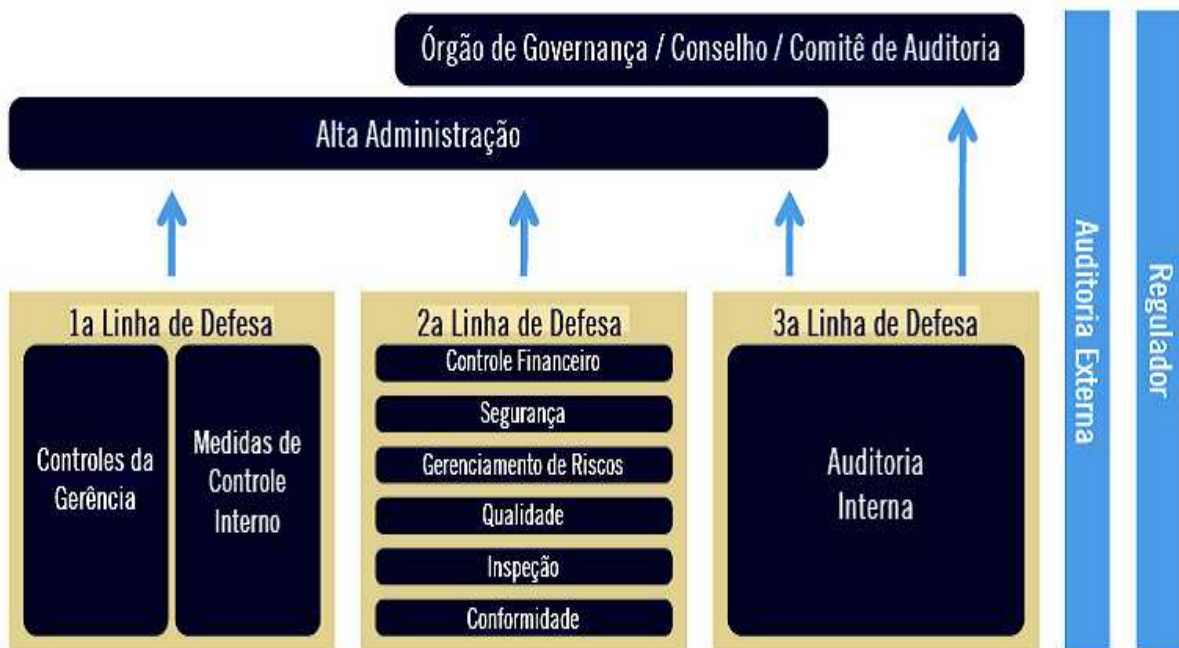 Órgão de Governança / Conselho / Comitê de Auditoria
Alta Administração
1a Linha de Defesa
Controles da
Gerência
Medidas de
Controle
Interno
2a Linha de Defesa
Controle Financeiro
Segurança
Gerenciamento de Riscos
Qualidade
Inspeção
Conformidade
3a Linha de Defesa
Auditoria
Interna
Auditoria Externa
Regulador